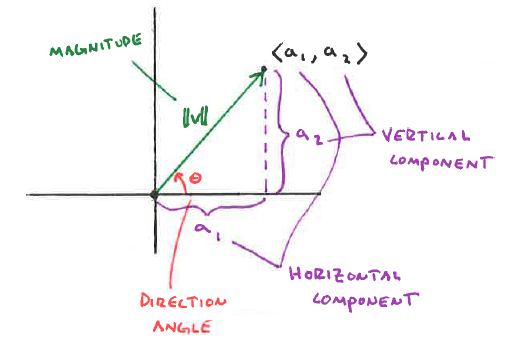 MAGNITUDE
⟨a₁, a₂⟩
‖v‖
a₂
VERTICAL
COMPONENT
θ
a₁
HORIZONTAL
COMPONENT
DIRECTION
ANGLE